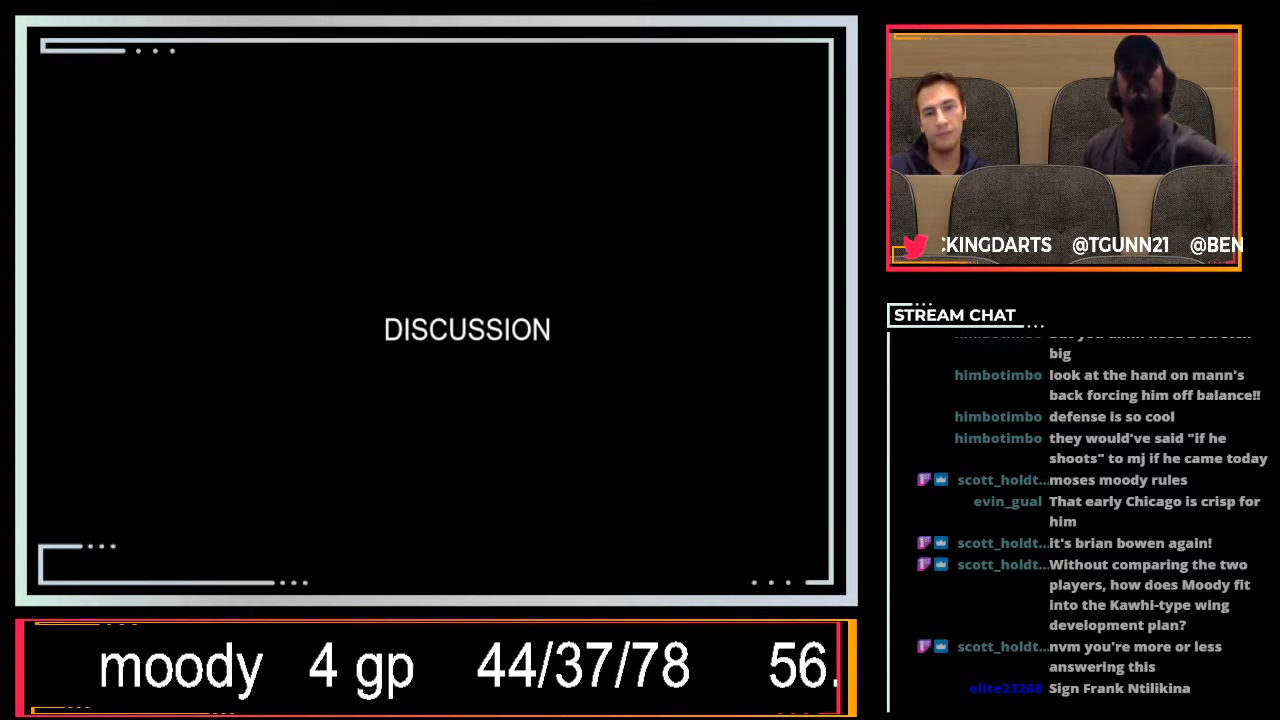 DISCUSSION
moody 4 gp 44/37/78 56.
KINGDARTS @TGUNN21 @BEN
STREAM CHAT
big
himbotimbo look at the hand on mann's
back forcing him off balance!!
himbotimbo defense is so cool
himbotimbo they would've said "if he
shoots" to mj if he came today
scott_holdt... moses moody rules
evin_gual That early Chicago is crisp for
him
scott_holdt... it's brian bowen again!
scott_holdt... Without comparing the two
players, how does Moody fit
into the Kawhi-type wing
development plan?
scott_holdt... nvm you're more or less
answering this
elite23268 Sign Frank Ntilikina